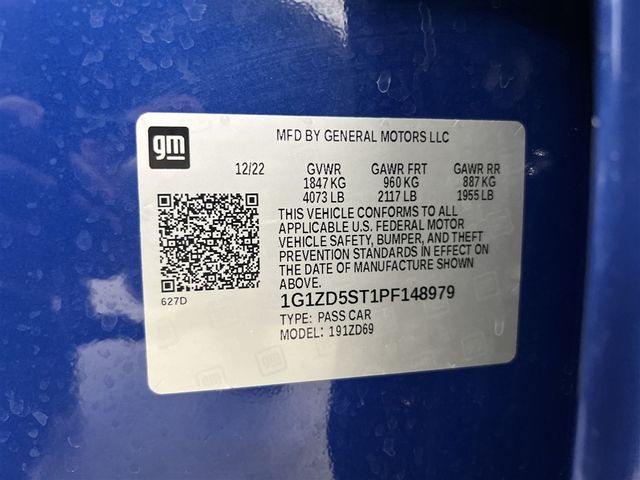 gm
MFD BY GENERAL MOTORS LLC
12/22 GVWR GAWR FRT GAWR RR
1847 KG 960 KG 887 KG
4073 LB 2117 LB 1955 LB
THIS VEHICLE CONFORMS TO ALL
APPLICABLE U.S. FEDERAL MOTOR
VEHICLE SAFETY, BUMPER, AND THEFT
PREVENTION STANDARDS IN EFFECT ON
THE DATE OF MANUFACTURE SHOWN
ABOVE.
627D
1G1ZD5ST1PF148979
TYPE: PASS CAR
MODEL: 191ZD69